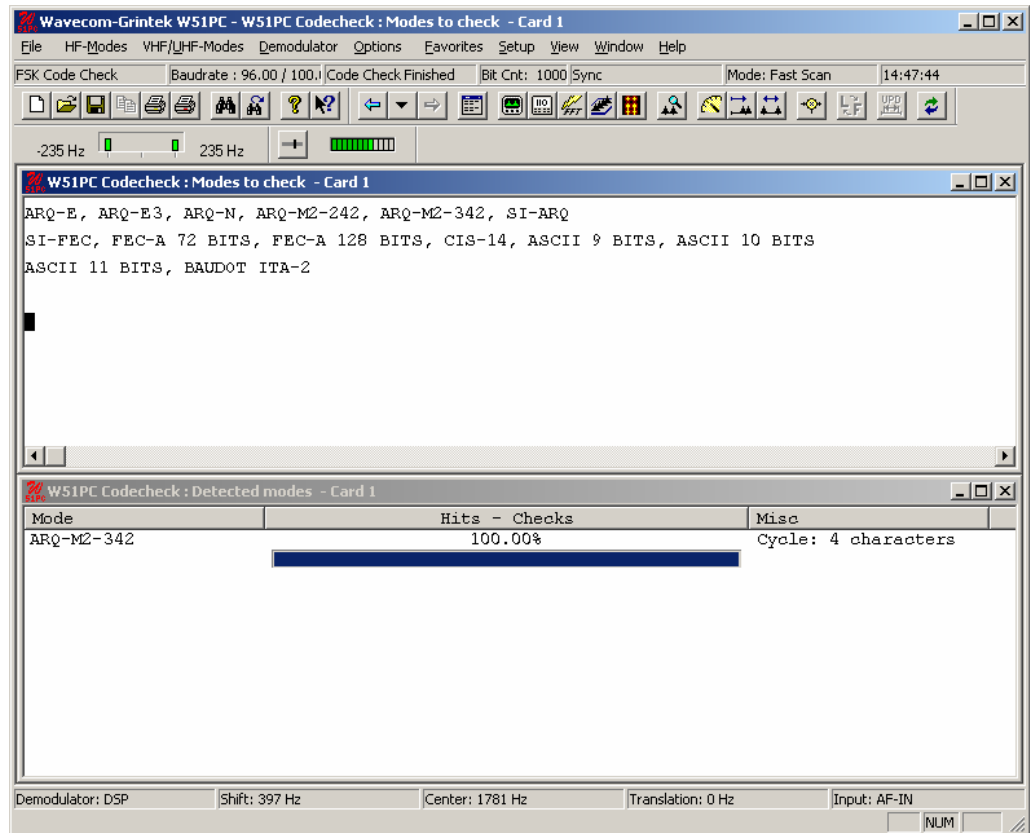 Wavecom-Grintek W51PC - W51PC Codecheck : Modes to check - Card 1
File HF-Modes VHF/UHF-Modes Demodulator Options Favorites Setup View Window Help
FSK Code Check Baudrate : 96.00 / 100. Code Check Finished Bit Cnt: 1000 Sync Mode: Fast Scan 14:47:44
-235 Hz 235 Hz
W51PC Codecheck : Modes to check - Card 1
ARQ-E, ARQ-E3, ARQ-N, ARQ-M2-242, ARQ-M2-342, SI-ARQ
SI-FEC, FEC-A 72 BITS, FEC-A 128 BITS, CIS-14, ASCII 9 BITS, ASCII 10 BITS
ASCII 11 BITS, BAUDOT ITA-2
W51PC Codecheck : Detected modes - Card 1
Mode Hits - Checks Misc
ARQ-M2-342 100.00% Cycle: 4 characters
Demodulator: DSP Shift: 397 Hz Center: 1781 Hz Translation: 0 Hz Input: AF-IN
NUM